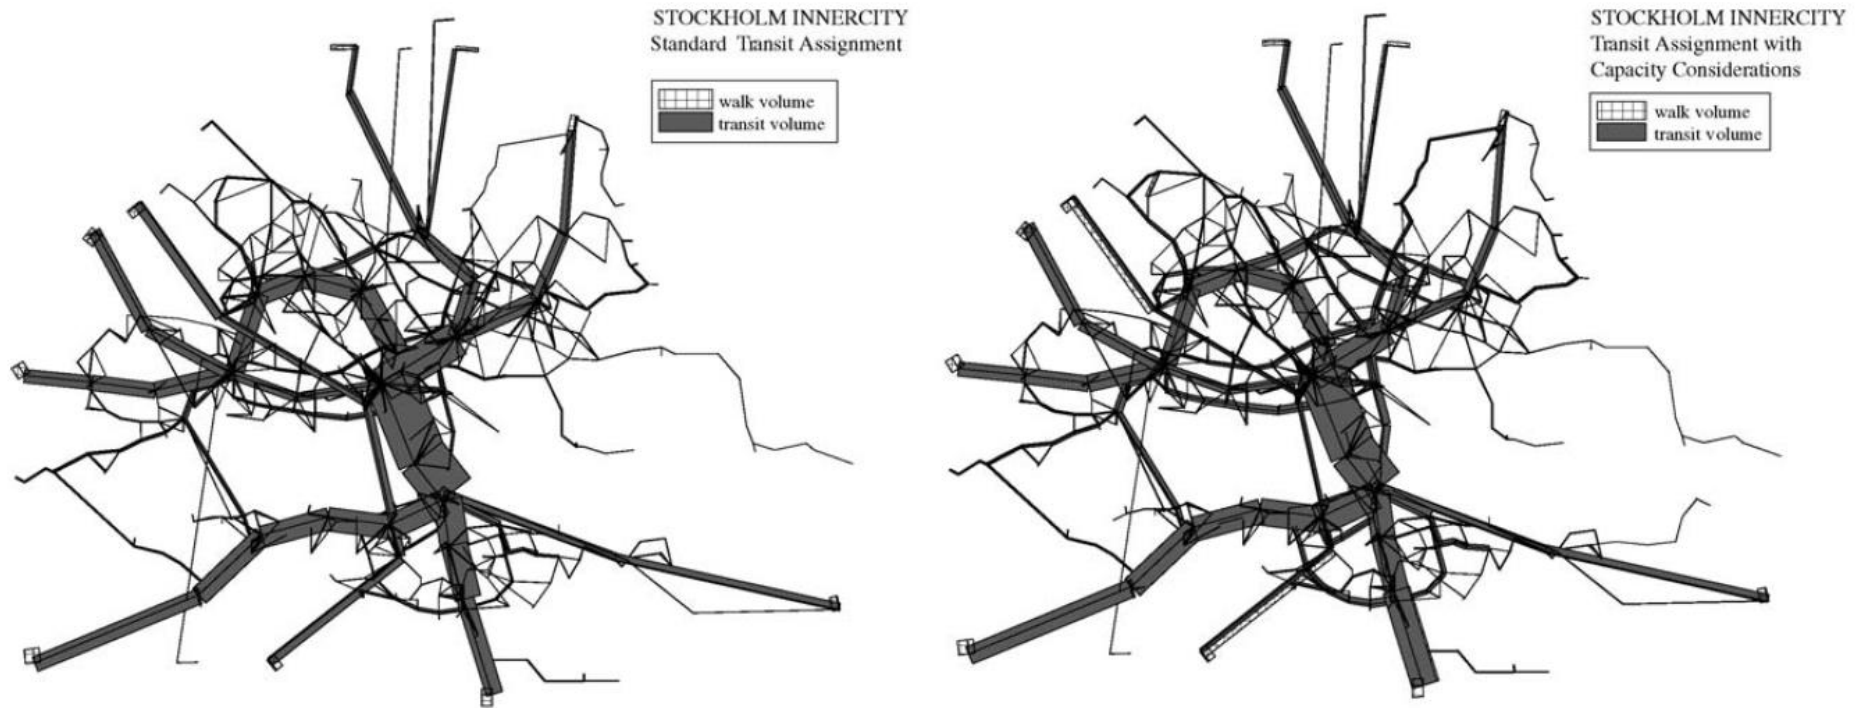 STOCKHOLM INNERCITY
Standard Transit Assignment
walk volume
transit volume
STOCKHOLM INNERCITY
Transit Assignment with
Capacity Considerations
walk volume
transit volume